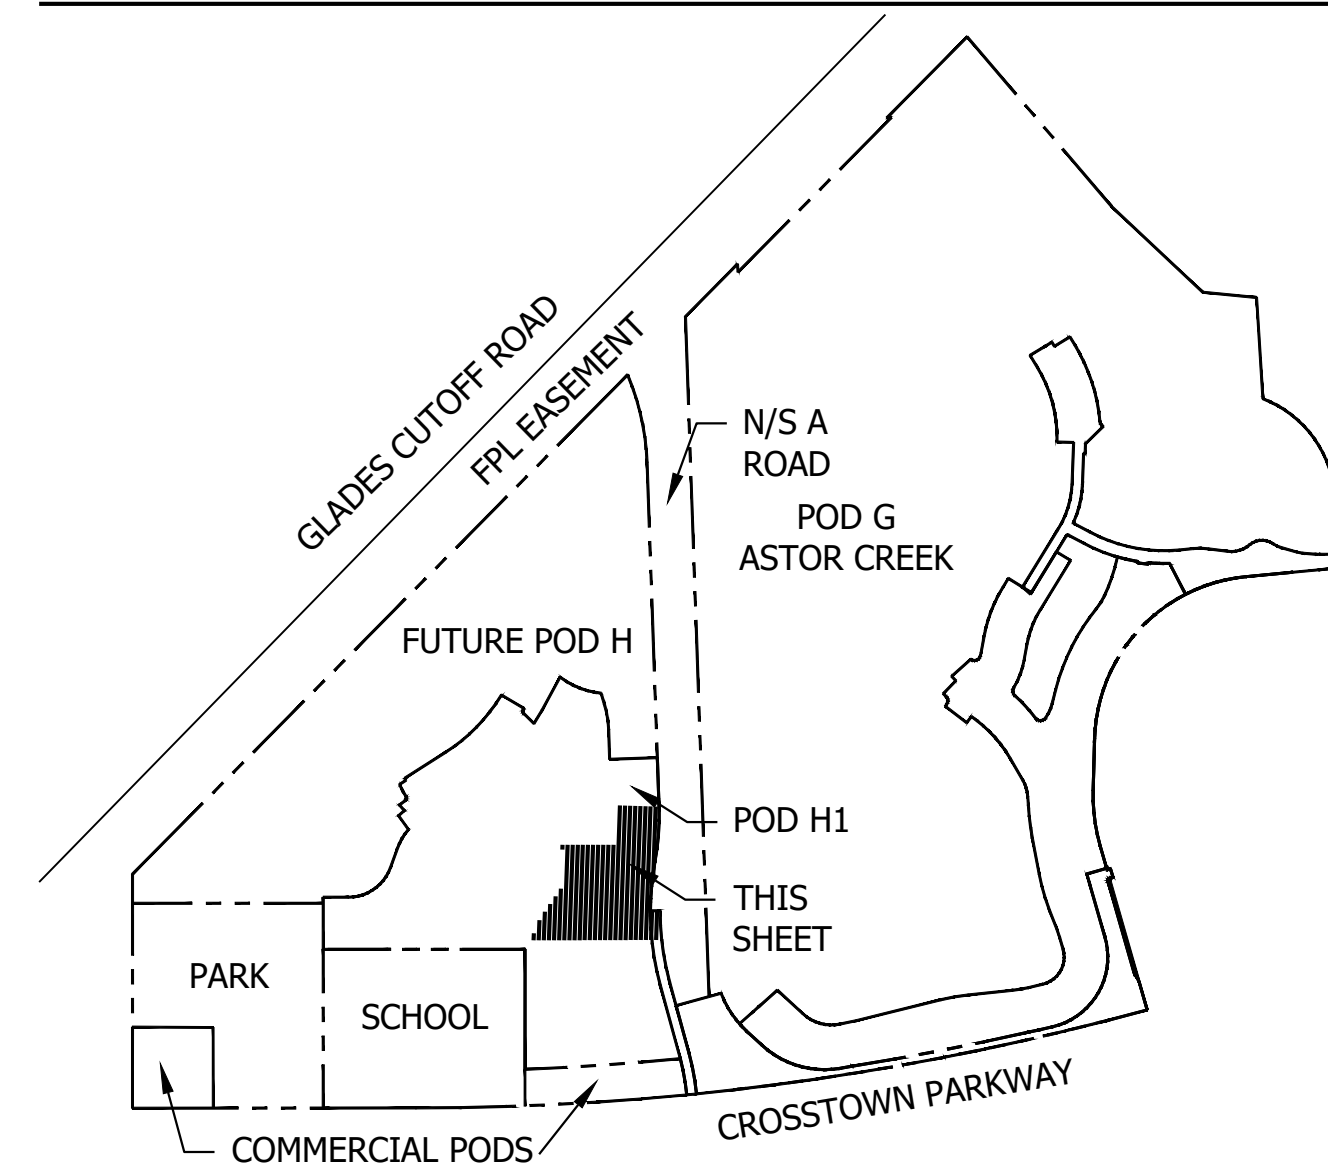 GLADES CUTOFF ROAD
FPL EASEMENT
N/S A
ROAD
POD G
ASTOR CREEK
FUTURE POD H
POD H1
THIS
SHEET
PARK
SCHOOL
COMMERCIAL PODS
CROSSTOWN PARKWAY